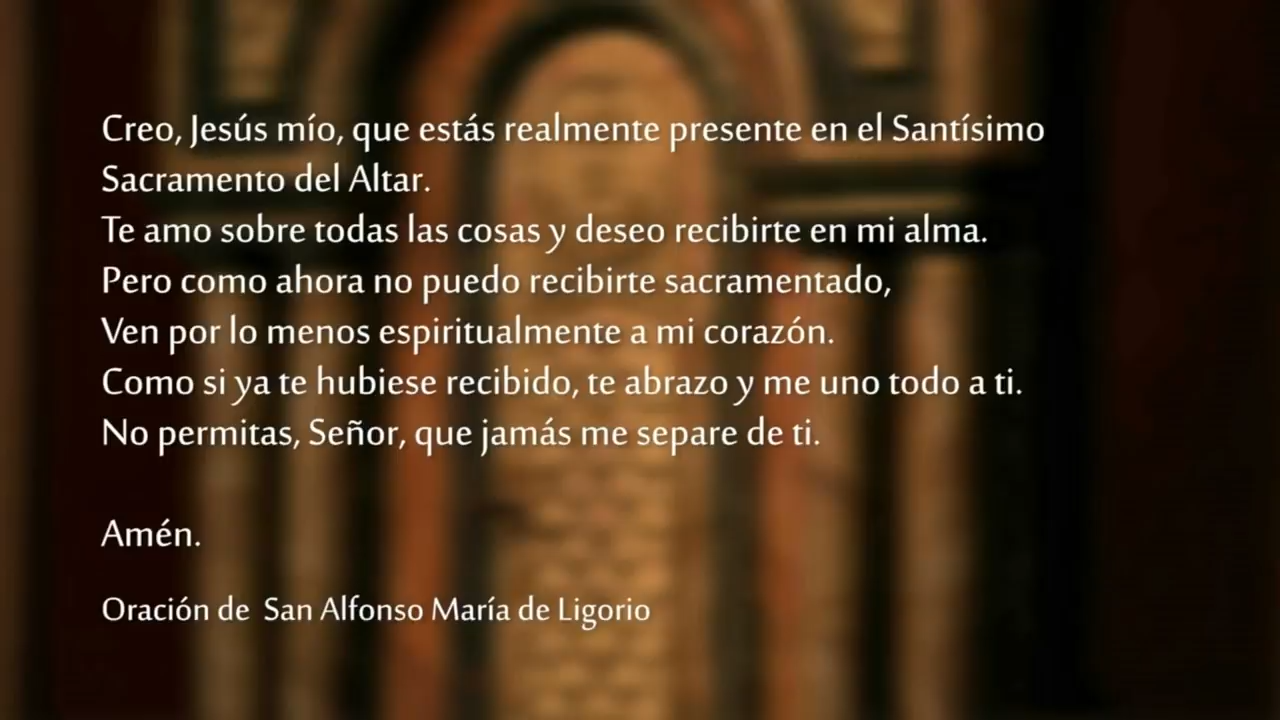 Creo, Jesús mío, que estás realmente presente en el Santísimo
Sacramento del Altar.
Te amo sobre todas las cosas y deseo recibirte en mi alma.
Pero como ahora no puedo recibirte sacramentado,
Ven por lo menos espiritualmente a mi corazón.
Como si ya te hubiese recibido, te abrazo y me uno todo a ti.
No permitas, Señor, que jamás me separe de ti.
Amén.
Oración de  San Alfonso María de Ligorio